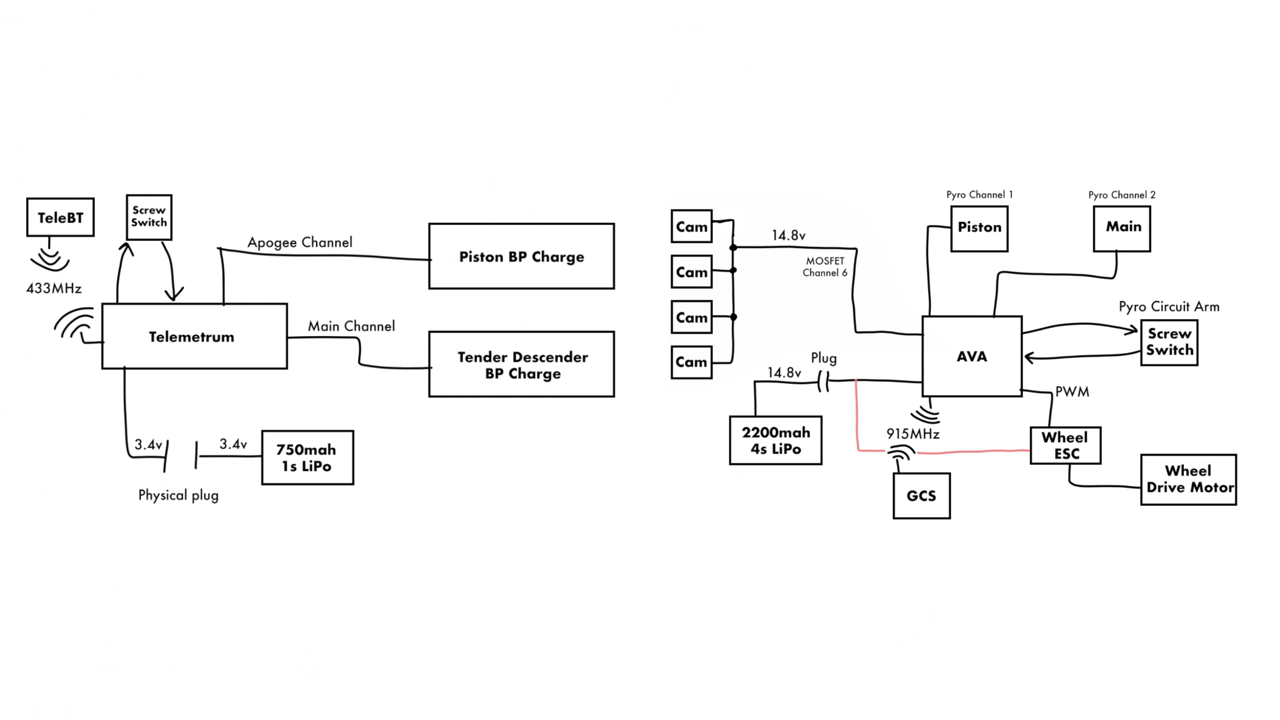 TeleBT
433MHz
Screw
Switch
Apogee Channel
Piston BP Charge
Telemetrum
Main Channel
Tender Descender
BP Charge
3.4v
3.4v
750mah
1s LiPo
Physical plug
Cam
Cam
Cam
Cam
14.8v
MOSFET
Channel 6
Pyro Channel 1
Piston
Pyro Channel 2
Main
Pyro Circuit Arm
Screw
Switch
AVA
Plug
14.8v
2200mah
4s LiPo
915MHz
GCS
PWM
Wheel
ESC
Wheel
Drive Motor